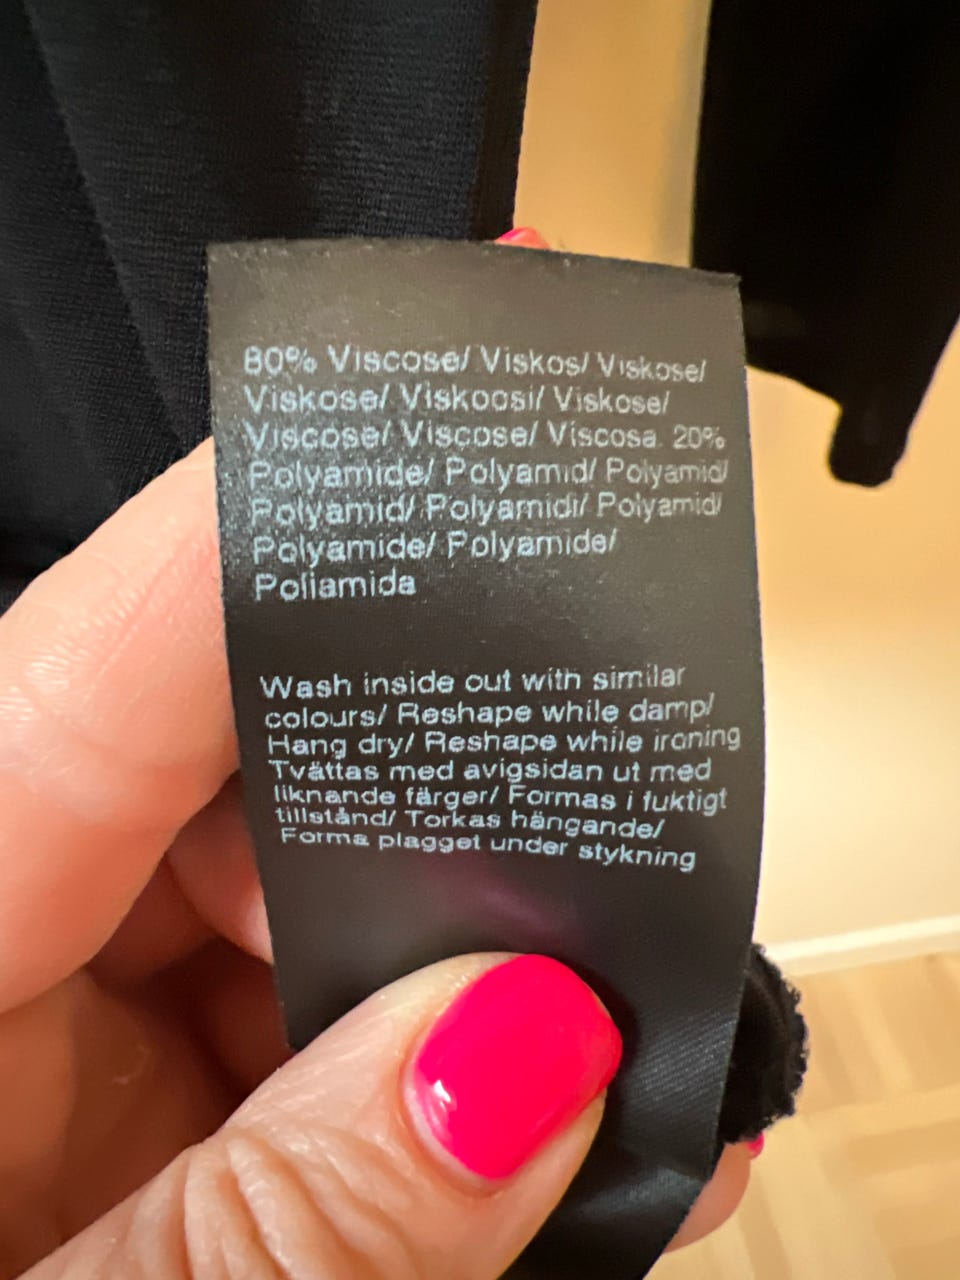 80% Viscose/ Viskos/ Viskose/
Viskose/ Viskoosi/ Viskose/
Viscose/ Viscose/ Viscosa. 20%
Polyamide/ Polyamid/ Polyamid/
Polyamid/ Polyamidi/ Polyamid/
Polyamide/ Polyamide/
Poliamida
Wash inside out with similar
colours/ Reshape while damp/
Hang dry/ Reshape while ironing
Tvättas med avigsidan ut med
liknande färger/ Formas i fuktigt
tillstånd/ Torkas hängande/
Forma plagget under stykning